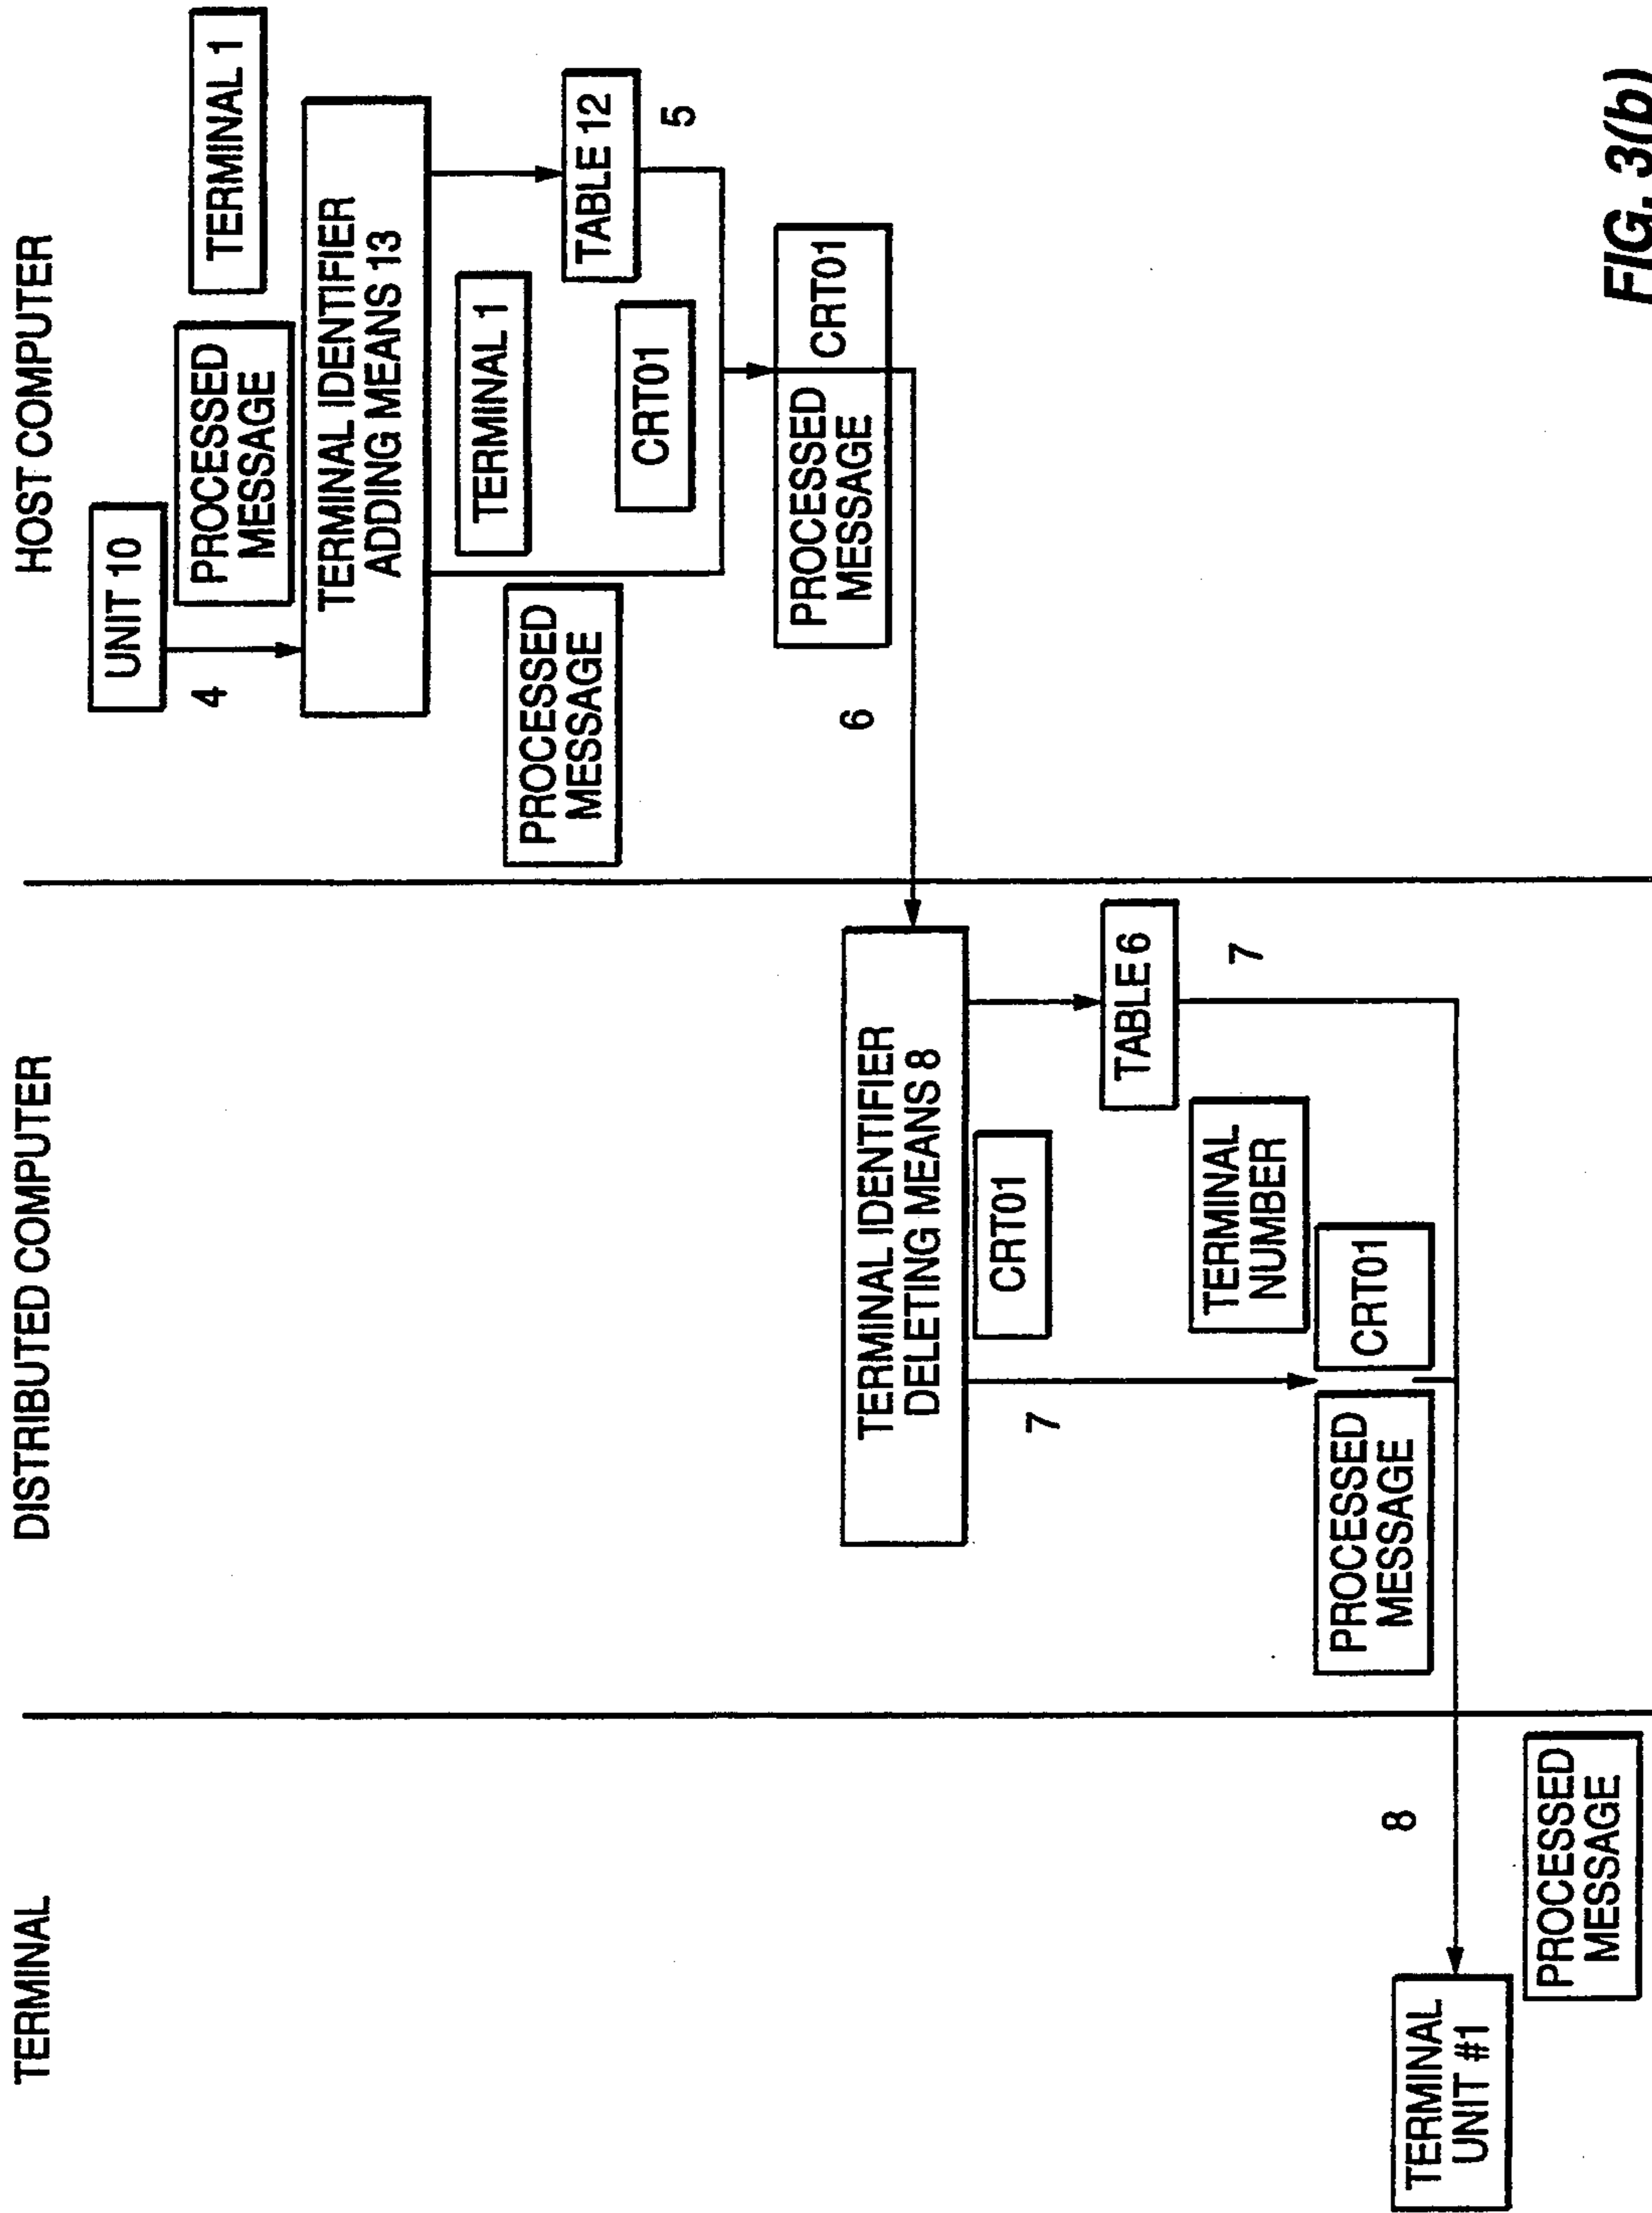 TERMINAL
DISTRIBUTED COMPUTER
HOST COMPUTER
UNIT 10
4
PROCESSED
MESSAGE
TERMINAL 1
TERMINAL IDENTIFIER
ADDING MEANS 13
TERMINAL 1
PROCESSED
MESSAGE
TABLE 12
CRT01
5
PROCESSED
MESSAGE
CRT01
6
TERMINAL IDENTIFIER
DELETING MEANS 8
CRT01
7
TABLE 6
TERMINAL
NUMBER
7
PROCESSED
MESSAGE
CRT01
8
TERMINAL
UNIT #1
PROCESSED
MESSAGE
FIG. 3(b)